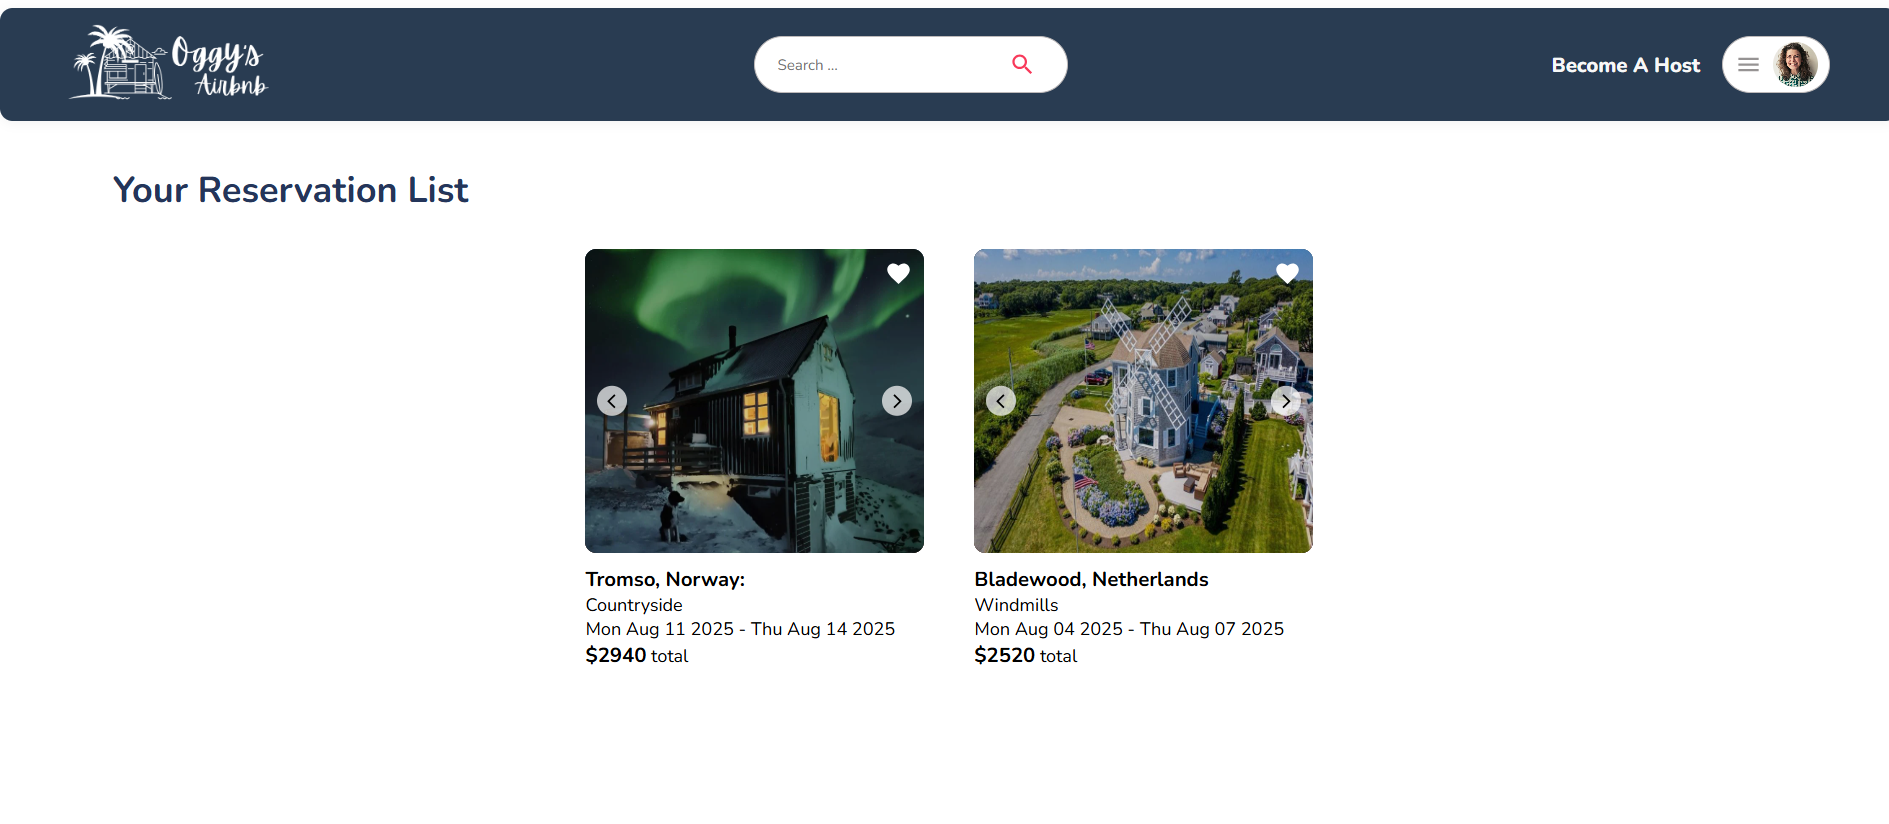 Oggy's
Airbnb
Search ...
Become A Host
Your Reservation List
Tromso, Norway:
Countryside
Mon Aug 11 2025 - Thu Aug 14 2025
$2940 total
Bladewood, Netherlands
Windmills
Mon Aug 04 2025 - Thu Aug 07 2025
$2520 total